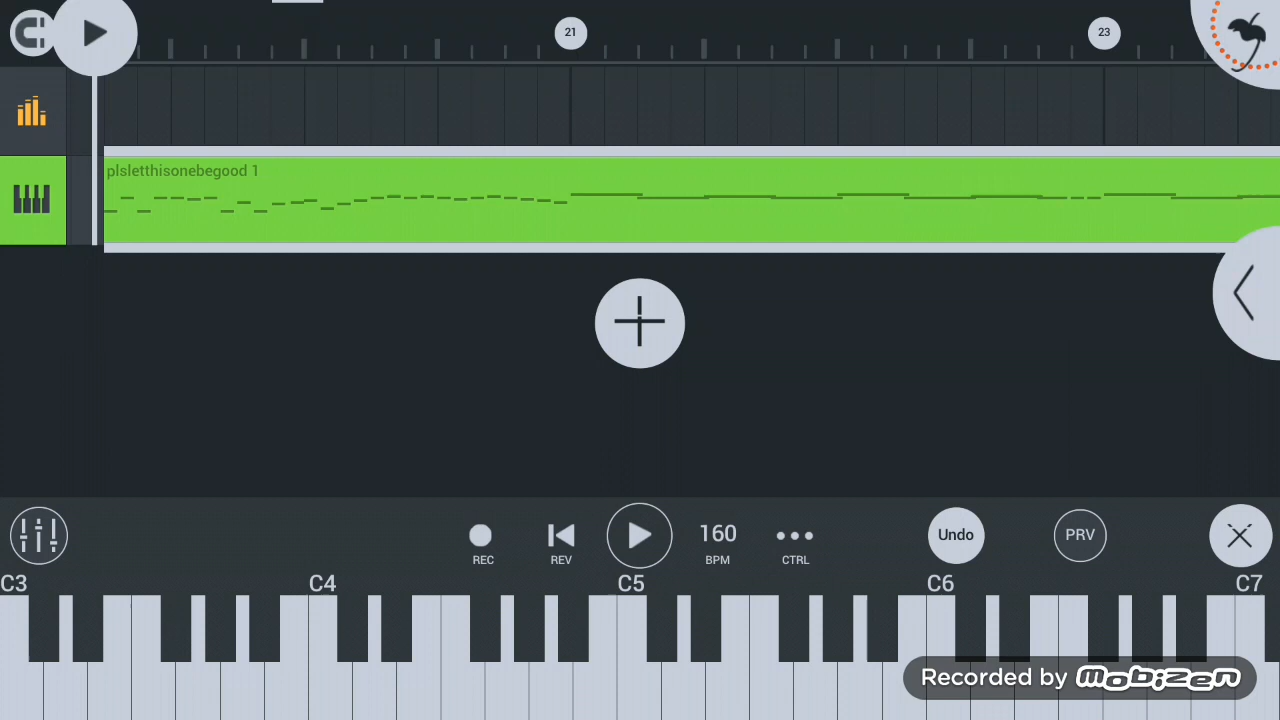 21
23
plsletthisonebegood 1
160
Undo
PRV
REC
REV
BPM
CTRL
C3
C4
C5
C6
C7
Recorded by mobizen